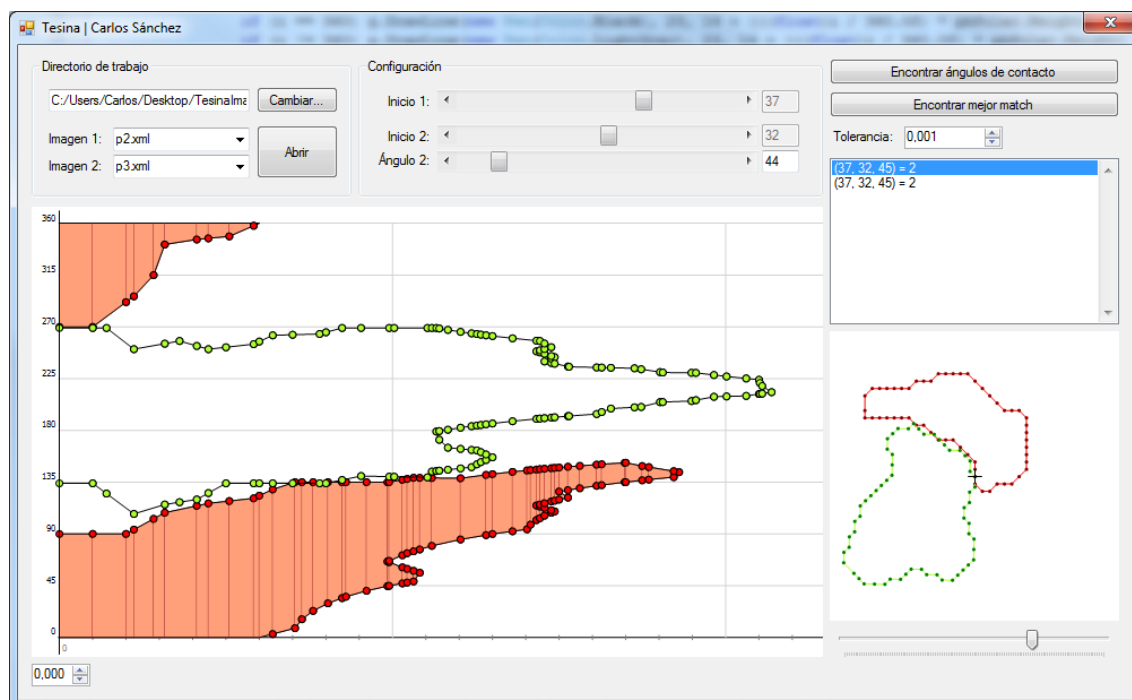 Tesina | Carlos Sánchez
Directorio de trabajo
C:/Users/Carlos/Desktop/TesinaIma
Cambiar...
Imagen 1: p2.xml
Imagen 2: p3.xml
Abrir
Configuración
Inicio 1: 37
Inicio 2: 32
Ángulo 2: 44
Encontrar ángulos de contacto
Encontrar mejor match
Tolerancia: 0,001
(37, 32, 45) = 2
(37, 32, 45) = 2
360
315
270
225
180
135
90
45
0
0
0,000